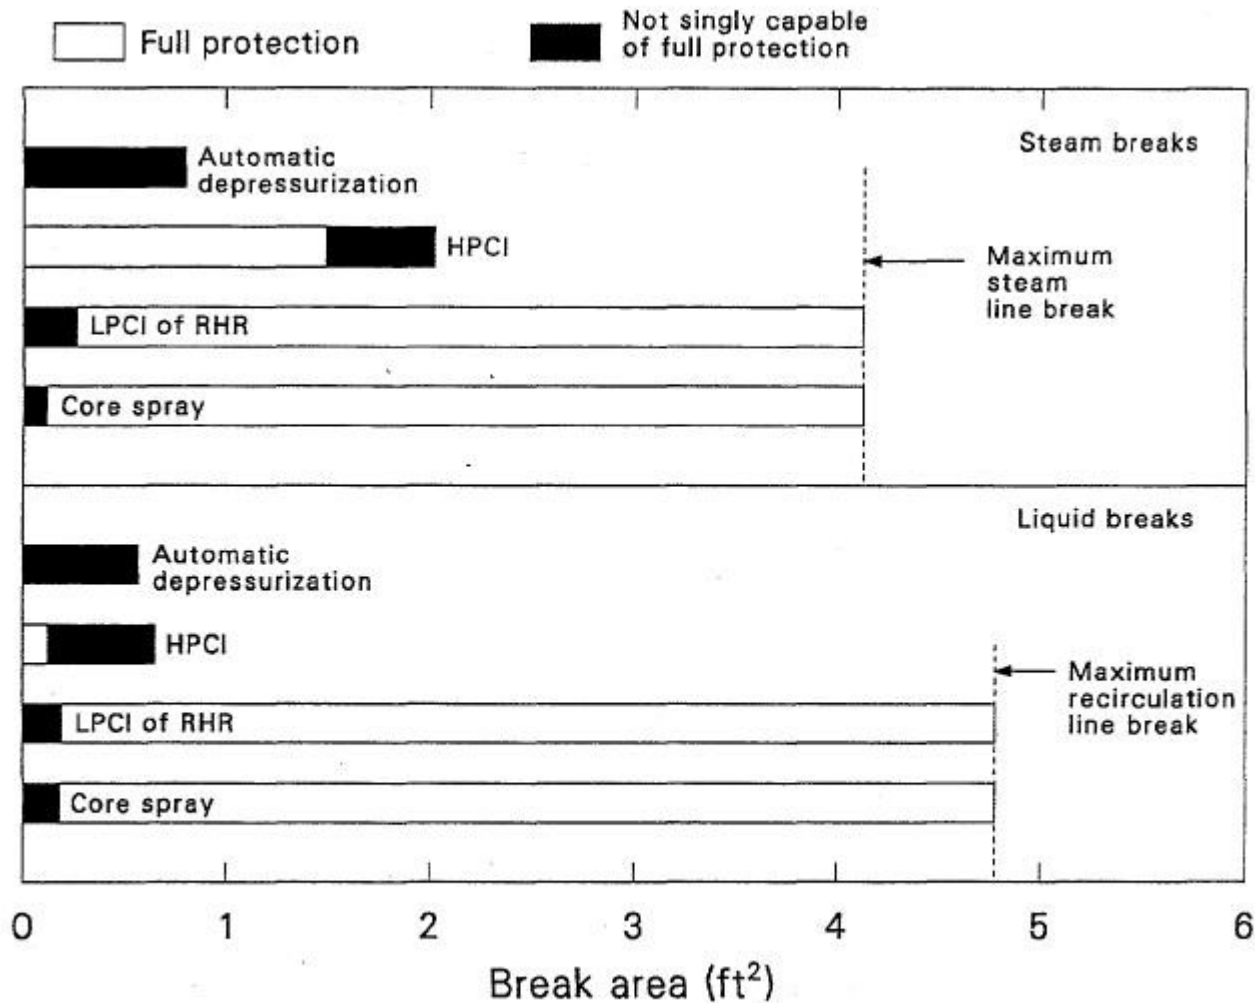 Full protection
Not singly capable
of full protection
Steam breaks
Automatic
depressurization
HPCI
Maximum
steam
line break
LPCI of RHR
Core spray
Liquid breaks
Automatic
depressurization
HPCI
Maximum
recirculation
line break
LPCI of RHR
Core spray
0 1 2 3 4 5 6
Break area (ft²)